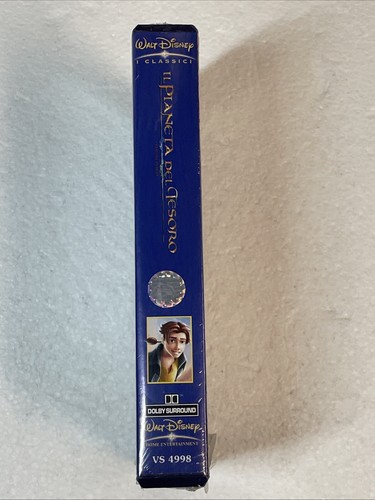 WALT DISNEY
I CLASSICI
IL PIANETA DEL TESORO
DOLBY SURROUND
WALT DISNEY
HOME ENTERTAINMENT
VS 4998